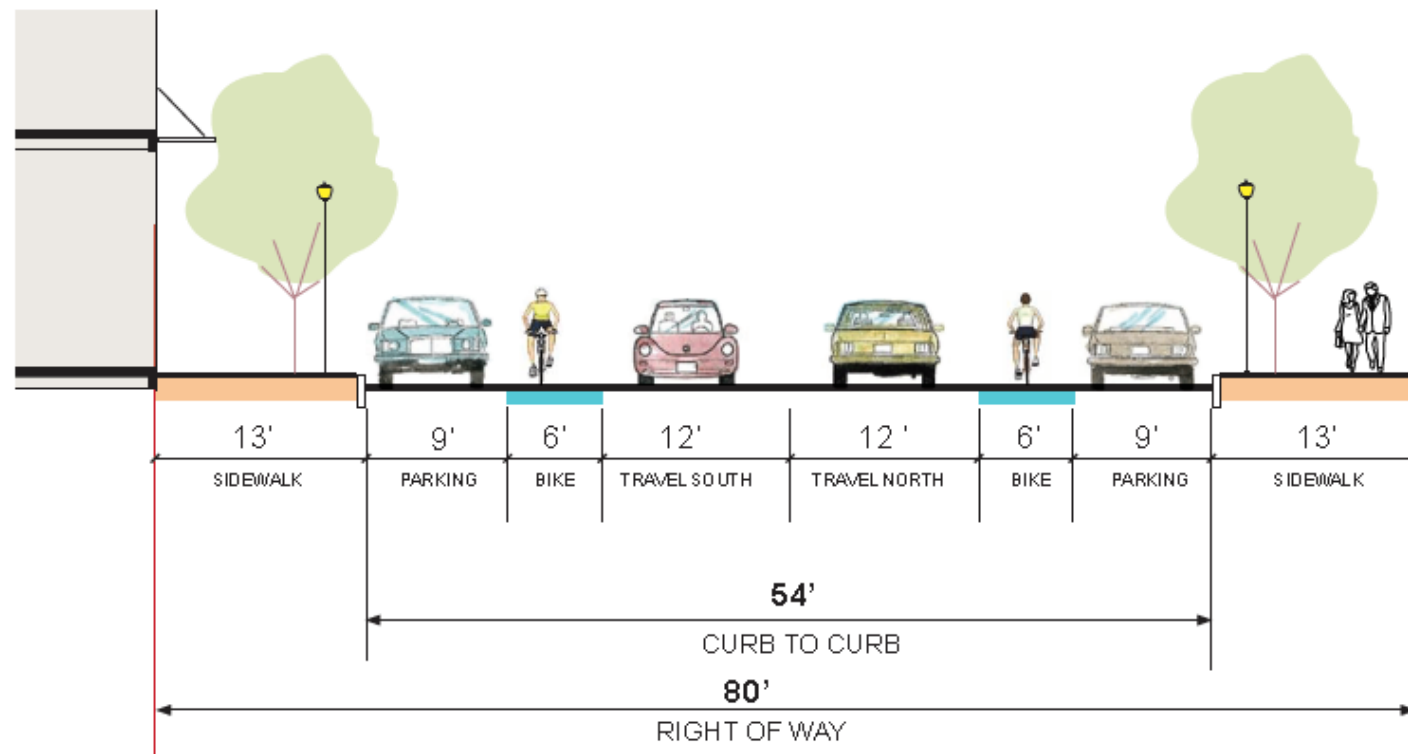 13' 9' 6' 12' 12 ' 6' 9' 13'
SIDEWALK PARKING BIKE TRAVEL SOUTH TRAVEL NORTH BIKE PARKING SIDEWALK
54’
CURB TO CURB
80’
RIGHT OF WAY